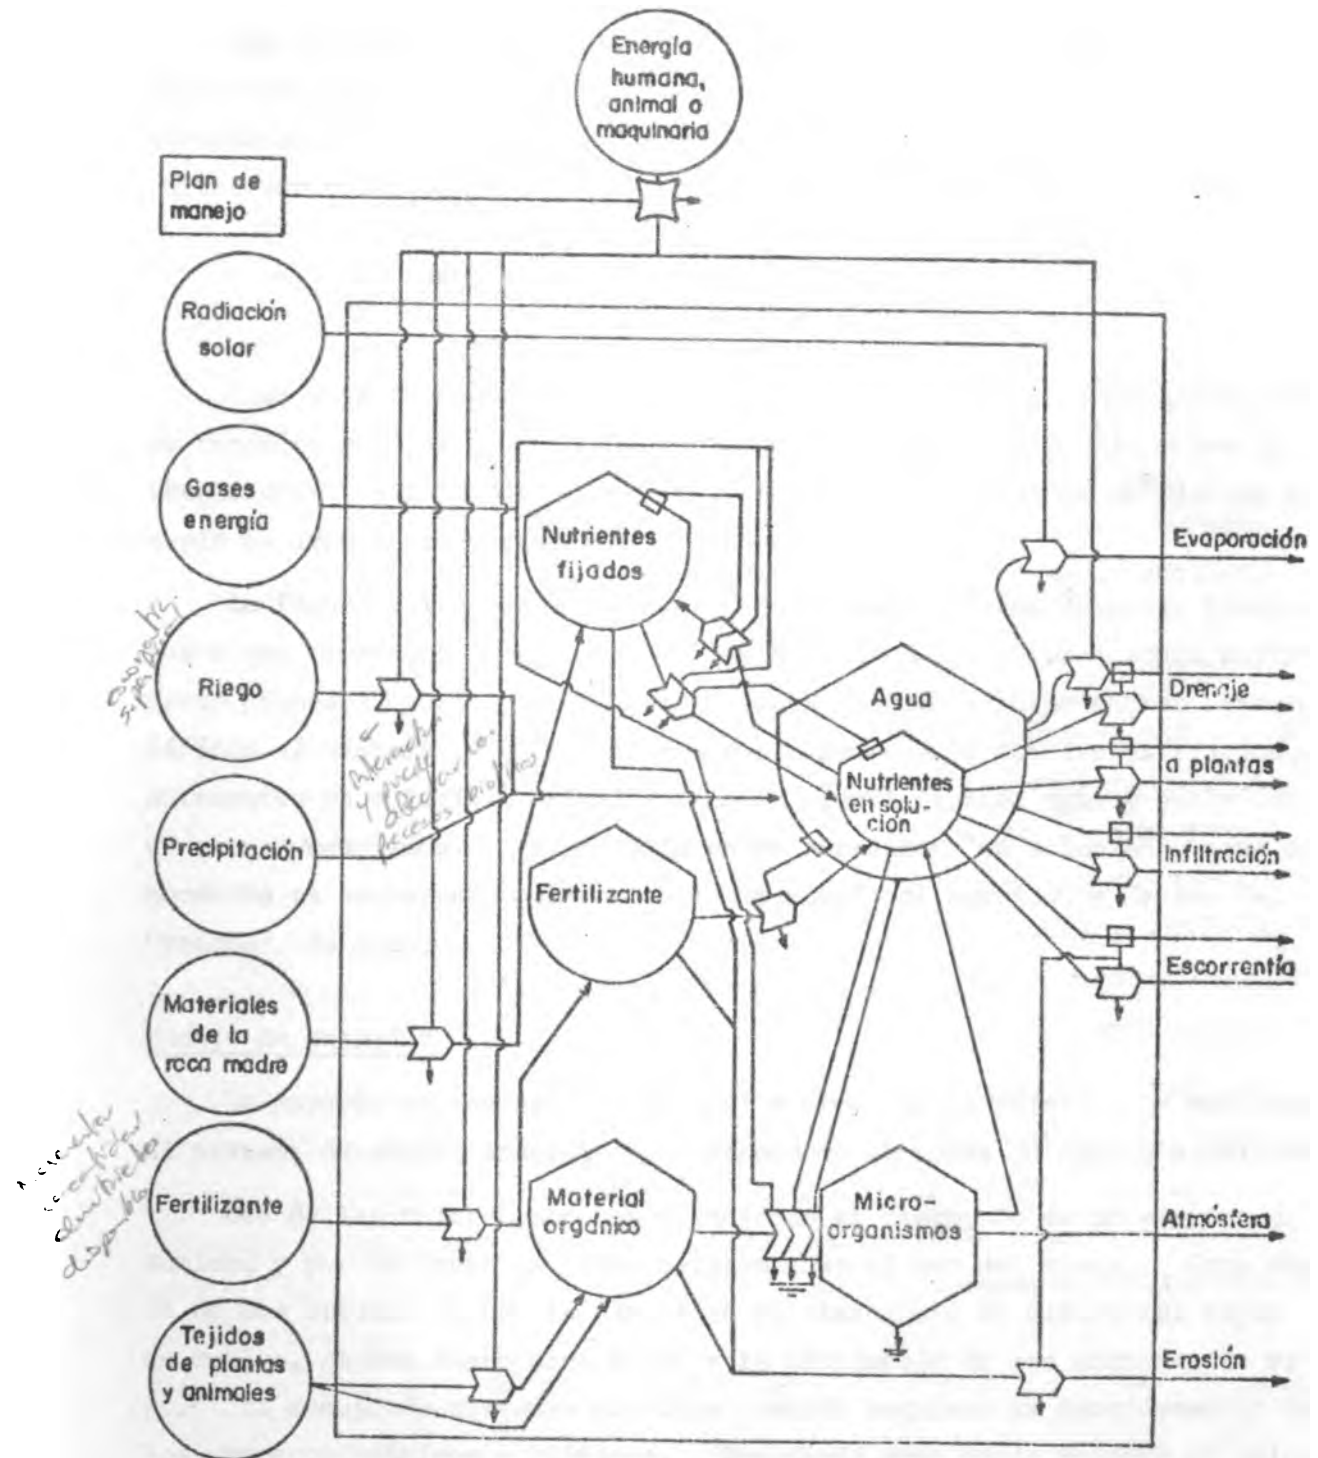 Energía
humana,
animal o
maquinaria
Plan de
manejo
Radiación
solar
Gases
energía
Riego
Precipitación
Materiales
de la
roca madre
Fertilizante
Tejidos
de plantas
y animales
Nutrientes
fijados
Fertilizante
Material
orgánico
Agua
Nutrientes
en solu-
ción
Micro-
organismos
Evaporación
Drenaje
a plantas
Infiltración
Escorrentía
Atmósfera
Erosión
y puede